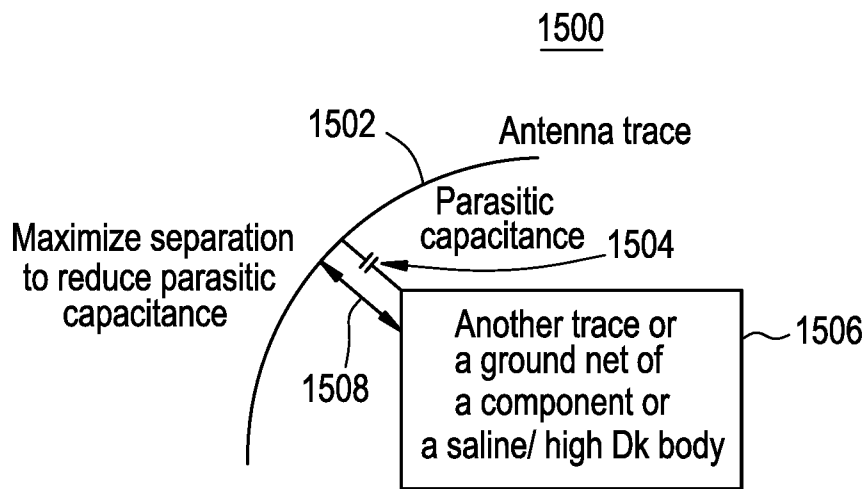 1500
1502
Antenna trace
Parasitic
capacitance
1504
Maximize separation
to reduce parasitic
capacitance
1508
Another trace or
a ground net of
a component or
a saline/ high Dk body
1506